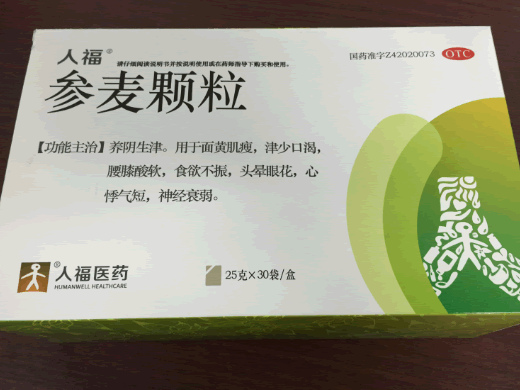 人福®
请仔细阅读说明书并按说明使用或在药师指导下购买和使用。
国药准字Z42020073 OTC
参麦颗粒
【功能主治】养阴生津。用于面黄肌瘦，津少口渴，
腰膝酸软，食欲不振，头晕眼花，心
悸气短，神经衰弱。
®人福医药
HUMANWELL HEALTHCARE
25克×30袋/盒